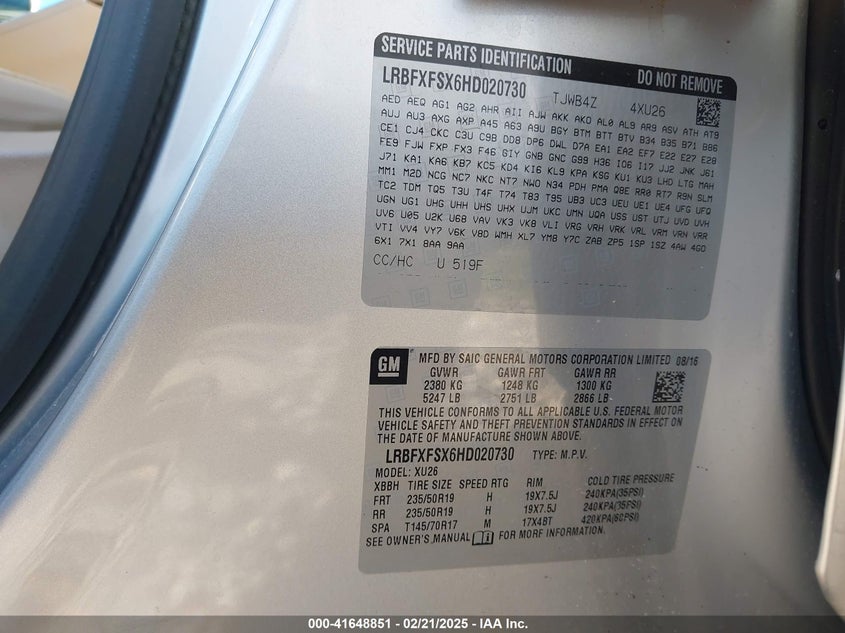 SERVICE PARTS IDENTIFICATION DO NOT REMOVE
LRBFXFSX6HD020730 TJWB4Z 4XU26
AED AEQ AG1 AG2 AHR AII AJW AKK AKO AL0 AL9 AR9 ASV ATH AT9
AUJ AU3 AXG AXP A45 A63 A9U BGY BTM BTT BTV B34 B35 B71 B86
CE1 CJ4 CKC C3U C9B DD8 DP6 DWL D7A EA1 EA2 EF7 E22 E27 E28
FE9 FJW FXP FX3 F46 GIY GNB GNC G99 H36 IO6 I17 JJ2 JNK J61
J71 KA1 KA6 KB7 KC5 KD4 KI6 KL9 KPA KSG KU1 KU3 LHD LTG MAH
MM1 M2D NCG NC7 NKC NT7 NWO N34 PDH PMA Q8E RR0 RT7 R9N SLM
TC2 TDM TQ5 T3U T4F T74 T83 T95 UB3 UC3 UEU UE1 UE4 UFG UFQ
UGN UG1 UHG UHH UHS UHX UJM UKC UMN UQA USS UST UTJ UVD UVH
UV6 U05 U2K U68 VAV VK3 VK8 VLI VRG VRH VRK VRL VRM VRN VRR
VTI VV4 VY7 V6K V8D WMH XL7 YM8 Y7C ZAB ZP5 1SP 1SZ 4AW 4GD
6X1 7X1 8AA 9AA
CC/HC U 519F
GM
MFD BY SAIC GENERAL MOTORS CORPORATION LIMITED 08/16
GVWR GAWR FRT GAWR RR
2380 KG 1248 KG 1300 KG
5247 LB 2751 LB 2866 LB
THIS VEHICLE CONFORMS TO ALL APPLICABLE U.S. FEDERAL MOTOR
VEHICLE SAFETY AND THEFT PREVENTION STANDARDS IN EFFECT ON
THE DATE OF MANUFACTURE SHOWN ABOVE.
LRBFXFSX6HD020730 TYPE: M.P.V.
MODEL: XU26
XBBH TIRE SIZE SPEED RTG RIM COLD TIRE PRESSURE
FRT 235/50R19 H 19X7.5J 240KPA(35PSI)
RR 235/50R19 H 19X7.5J 240KPA(35PSI)
SPA T145/70R17 M 17X4BT 420KPA(60PSI)
SEE OWNER'S MANUAL FOR MORE INFORMATION.
000-41648851 / 02/21/2025 / IAA Inc.